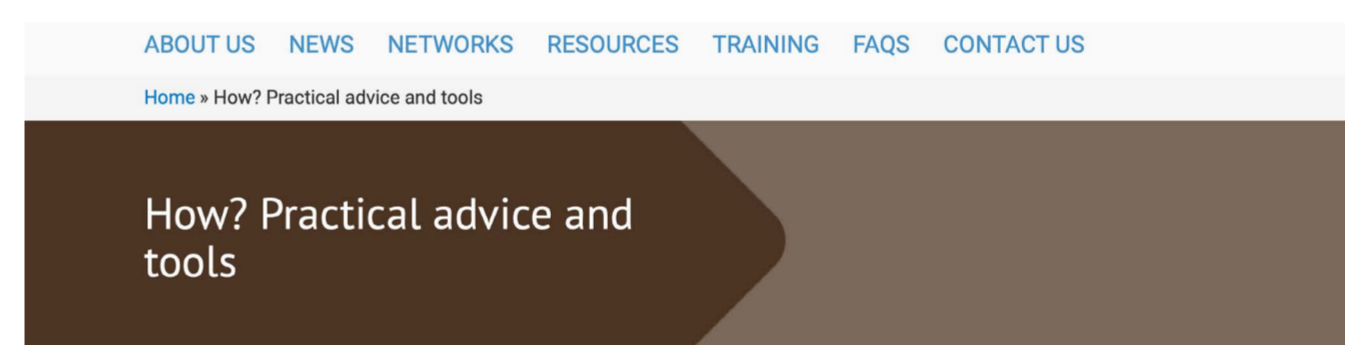 ABOUT US NEWS NETWORKS RESOURCES TRAINING FAQS CONTACT US
Home » How? Practical advice and tools
How? Practical advice and
tools